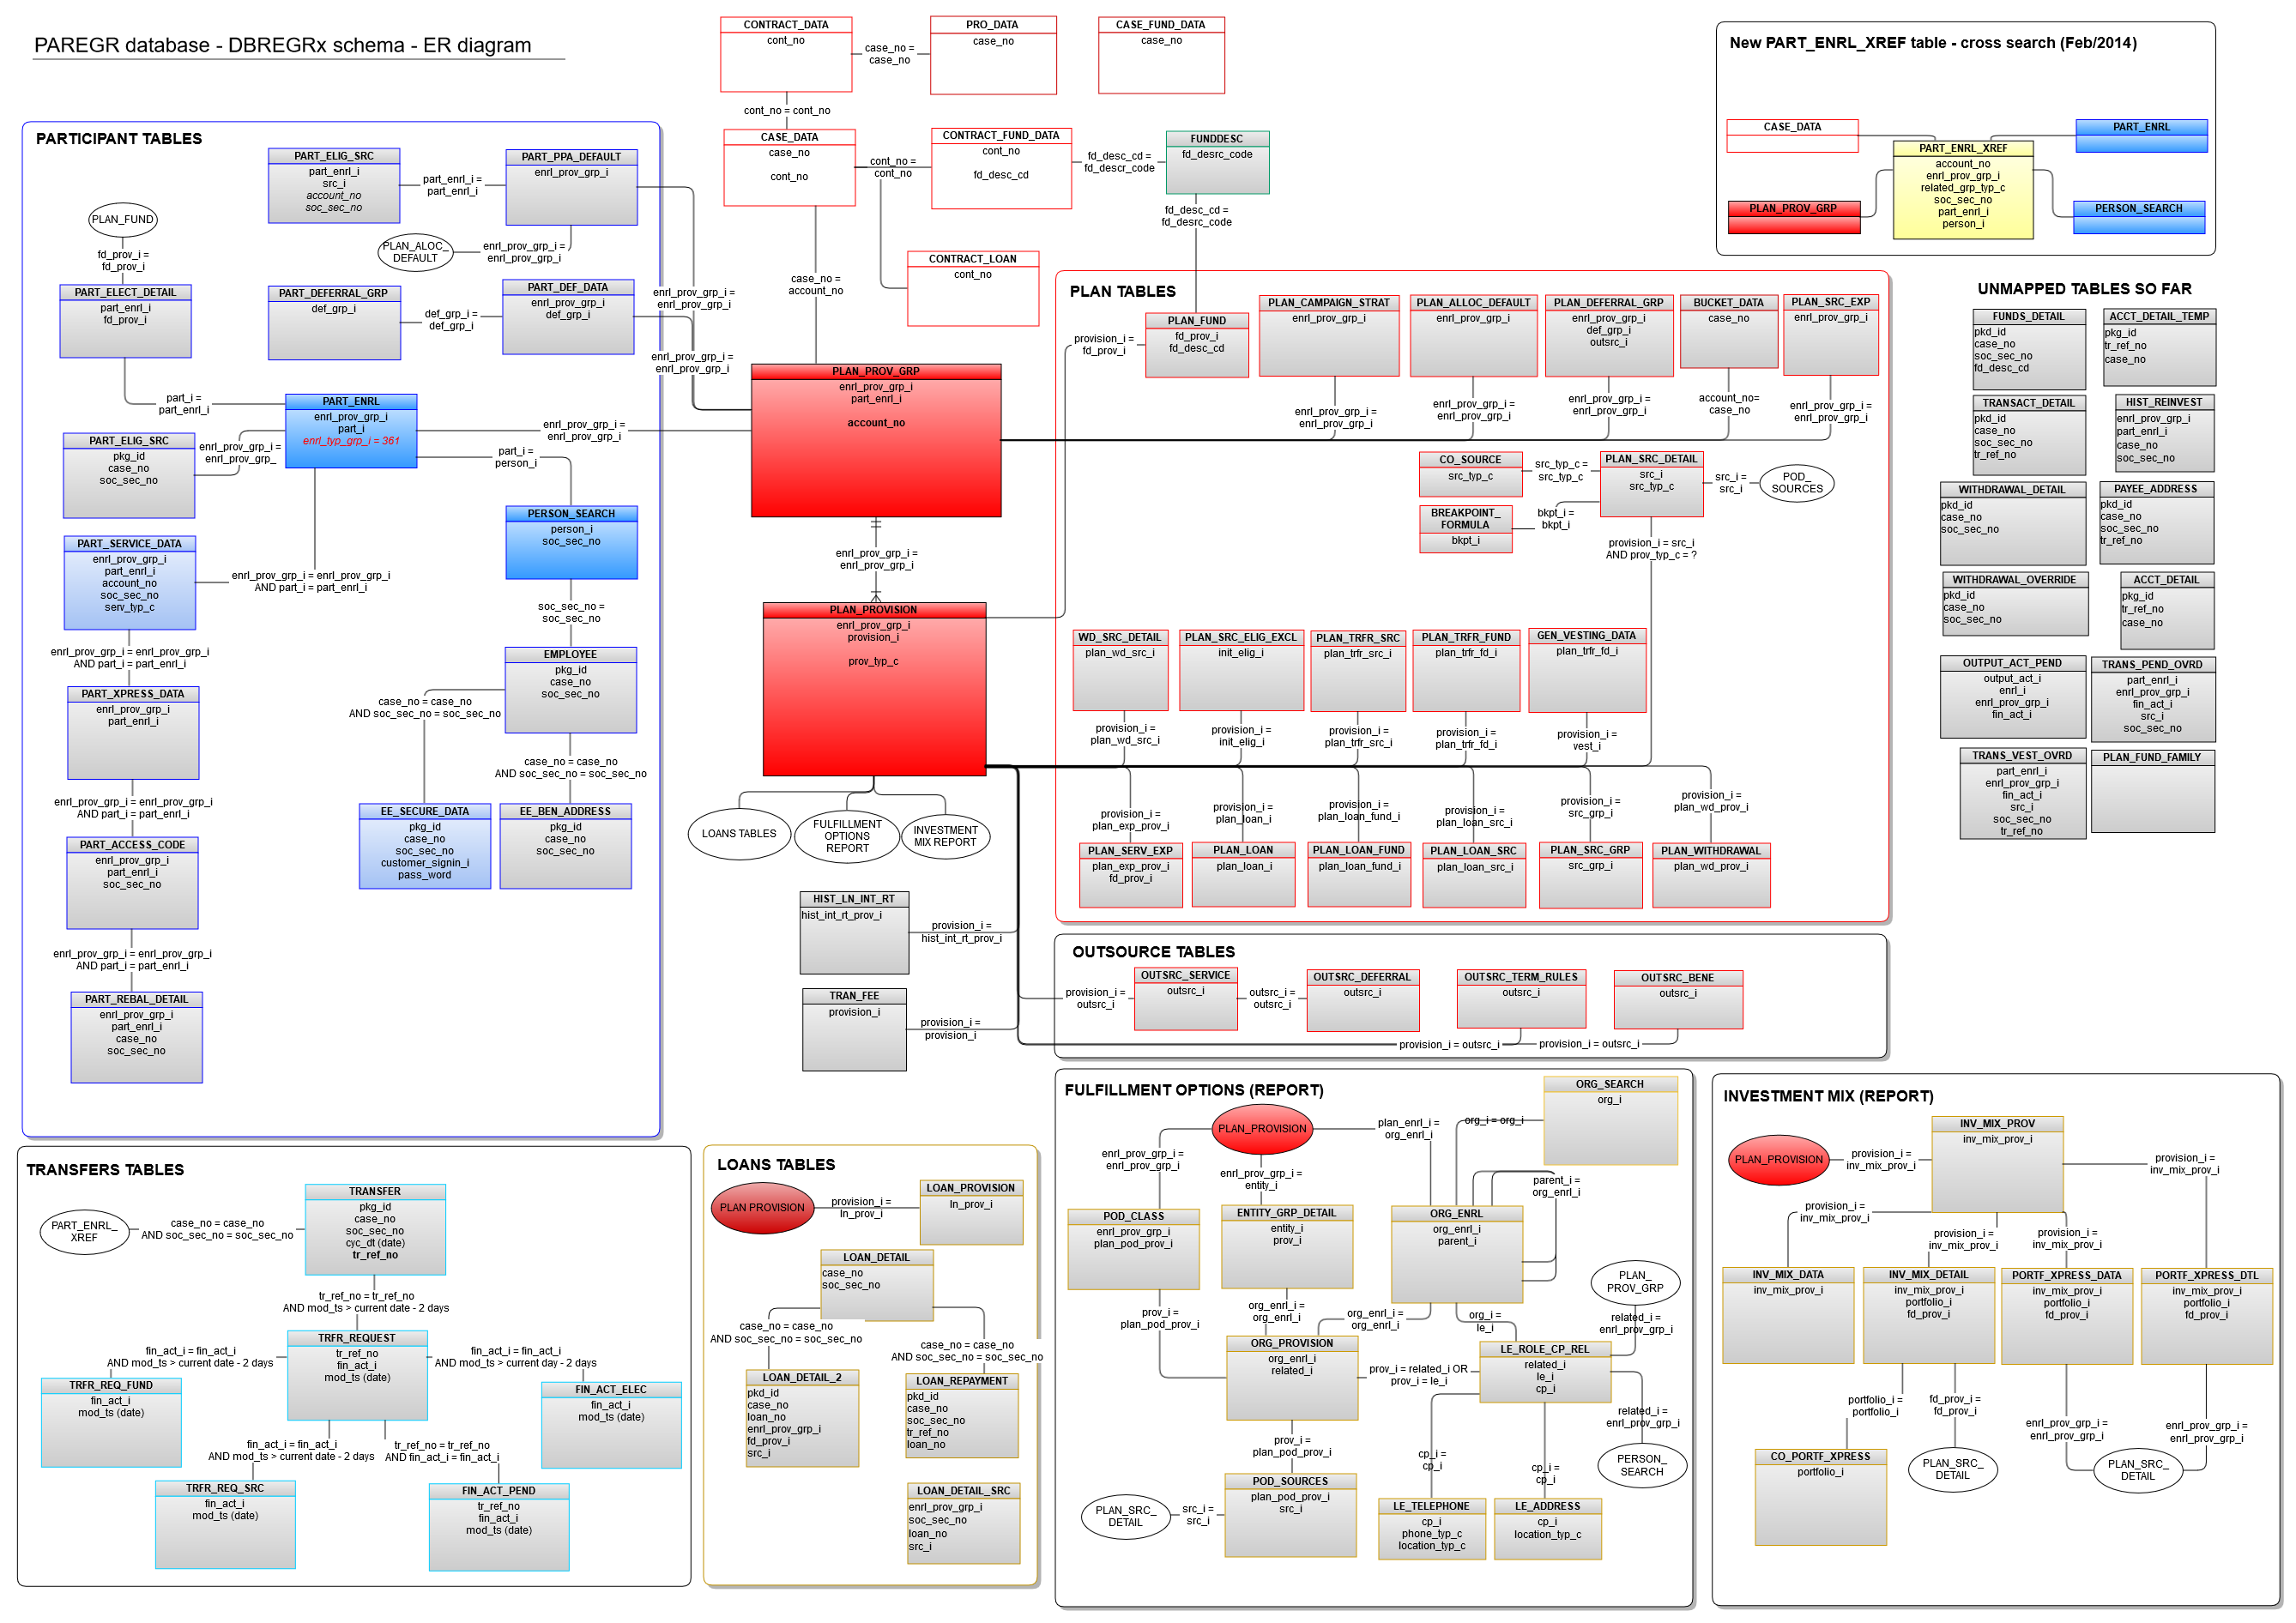 PAREGR database - DBREGRx schema - ER diagram
CONTRACT_DATA
cont_no
case_no =
case_no
PRO_DATA
case_no
CASE_FUND_DATA
case_no
cont_no = cont_no
CASE_DATA
case_no
cont_no
cont_no =
cont_no
CONTRACT_FUND_DATA
cont_no
fd_desc_cd
fd_desc_cd =
fd_descr_code
FUNDDESC
fd_desrc_code
fd_desc_cd =
fd_desrc_code
CONTRACT_LOAN
cont_no
case_no =
account_no
New PART_ENRL_XREF table - cross search (Feb/2014)
CASE_DATA
PART_ENRL
PART_ENRL_XREF
account_no
enrl_prov_grp_i
related_grp_typ_c
soc_sec_no
part_enrl_i
person_i
PLAN_PROV_GRP
PERSON_SEARCH
PARTICIPANT TABLES
PART_ELIG_SRC
part_enrl_i
src_i
account_no
soc_sec_no
part_enrl_i =
part_enrl_i
PART_PPA_DEFAULT
enrl_prov_grp_i
PLAN_FUND
fd_prov_i =
fd_prov_i
PLAN_ALOC_
DEFAULT
enrl_prov_grp_i =
enrl_prov_grp_i
PART_ELECT_DETAIL
part_enrl_i
fd_prov_i
PART_DEFERRAL_GRP
def_grp_i
def_grp_i =
def_grp_i
PART_DEF_DATA
enrl_prov_grp_i
def_grp_i
enrl_prov_grp_i =
enrl_prov_grp_i
enrl_prov_grp_i =
enrl_prov_grp_i
part_i =
part_enrl_i
PART_ENRL
enrl_prov_grp_i
part_i
enrl_typ_grp_i = 361
enrl_prov_grp_i =
enrl_prov_grp_i
PART_ELIG_SRC
pkg_id
case_no
soc_sec_no
enrl_prov_grp_i =
enrl_prov_grp_
part_i =
person_i
PERSON_SEARCH
person_i
soc_sec_no
PART_SERVICE_DATA
enrl_prov_grp_i
part_enrl_i
account_no
soc_sec_no
serv_typ_c
enrl_prov_grp_i = enrl_prov_grp_i
AND part_i = part_enrl_i
soc_sec_no =
soc_sec_no
enrl_prov_grp_i = enrl_prov_grp_i
AND part_i = part_enrl_i
EMPLOYEE
pkg_id
case_no
soc_sec_no
PART_XPRESS_DATA
enrl_prov_grp_i
part_enrl_i
case_no = case_no
AND soc_sec_no = soc_sec_no
case_no = case_no
AND soc_sec_no = soc_sec_no
enrl_prov_grp_i = enrl_prov_grp_i
AND part_i = part_enrl_i
EE_SECURE_DATA
pkg_id
case_no
soc_sec_no
customer_signin_i
pass_word
EE_BEN_ADDRESS
pkg_id
case_no
soc_sec_no
PART_ACCESS_CODE
enrl_prov_grp_i
part_enrl_i
soc_sec_no
enrl_prov_grp_i = enrl_prov_grp_i
AND part_i = part_enrl_i
PART_REBAL_DETAIL
enrl_prov_grp_i
part_enrl_i
case_no
soc_sec_no
PLAN_PROV_GRP
enrl_prov_grp_i
part_enrl_i
account_no
enrl_prov_grp_i =
enrl_prov_grp_i
PLAN_PROVISION
enrl_prov_grp_i
provision_i
prov_typ_c
LOANS TABLES
FULFILLMENT
OPTIONS
REPORT
INVESTMENT
MIX REPORT
HIST_LN_INT_RT
hist_int_rt_prov_i
provision_i =
hist_int_rt_prov_i
TRAN_FEE
provision_i
provision_i =
provision_i
PLAN TABLES
provision_i =
fd_prov_i
PLAN_FUND
fd_prov_i
fd_desc_cd
PLAN_CAMPAIGN_STRAT
enrl_prov_grp_i
PLAN_ALLOC_DEFAULT
enrl_prov_grp_i
PLAN_DEFERRAL_GRP
enrl_prov_grp_i
def_grp_i
outsrc_i
BUCKET_DATA
case_no
PLAN_SRC_EXP
enrl_prov_grp_i
enrl_prov_grp_i =
enrl_prov_grp_i
enrl_prov_grp_i =
enrl_prov_grp_i
enrl_prov_grp_i =
enrl_prov_grp_i
account_no=
case_no
enrl_prov_grp_i =
enrl_prov_grp_i
CO_SOURCE
src_typ_c
src_typ_c =
src_typ_c
PLAN_SRC_DETAIL
src_i
src_typ_c
src_i =
src_i
POD_
SOURCES
BREAKPOINT_
FORMULA
bkpt_i
bkpt_i =
bkpt_i
provision_i = src_i
AND prov_typ_c = ?
WD_SRC_DETAIL
plan_wd_src_i
PLAN_SRC_ELIG_EXCL
init_elig_i
PLAN_TRFR_SRC
plan_trfr_src_i
PLAN_TRFR_FUND
plan_trfr_fd_i
GEN_VESTING_DATA
plan_trfr_fd_i
provision_i =
plan_wd_src_i
provision_i =
init_elig_i
provision_i =
plan_trfr_src_i
provision_i =
plan_trfr_fd_i
provision_i =
vest_i
provision_i =
plan_exp_prov_i
provision_i =
plan_loan_i
provision_i =
plan_loan_fund_i
provision_i =
plan_loan_src_i
provision_i =
src_grp_i
provision_i =
plan_wd_prov_i
PLAN_SERV_EXP
plan_exp_prov_i
fd_prov_i
PLAN_LOAN
plan_loan_i
PLAN_LOAN_FUND
plan_loan_fund_i
PLAN_LOAN_SRC
plan_loan_src_i
PLAN_SRC_GRP
src_grp_i
PLAN_WITHDRAWAL
plan_wd_prov_i
OUTSOURCE TABLES
provision_i =
outsrc_i
OUTSRC_SERVICE
outsrc_i
outsrc_i =
outsrc_i
OUTSRC_DEFERRAL
outsrc_i
OUTSRC_TERM_RULES
outsrc_i
OUTSRC_BENE
outsrc_i
provision_i = outsrc_i
provision_i = outsrc_i
UNMAPPED TABLES SO FAR
FUNDS_DETAIL
pkd_id
case_no
soc_sec_no
fd_desc_cd
ACCT_DETAIL_TEMP
pkg_id
tr_ref_no
case_no
TRANSACT_DETAIL
pkd_id
case_no
soc_sec_no
tr_ref_no
HIST_REINVEST
enrl_prov_grp_i
part_enrl_i
case_no
soc_sec_no
WITHDRAWAL_DETAIL
pkd_id
case_no
soc_sec_no
PAYEE_ADDRESS
pkd_id
case_no
soc_sec_no
tr_ref_no
WITHDRAWAL_OVERRIDE
pkd_id
case_no
soc_sec_no
ACCT_DETAIL
pkg_id
tr_ref_no
case_no
OUTPUT_ACT_PEND
output_act_i
enrl_i
enrl_prov_grp_i
fin_act_i
TRANS_PEND_OVRD
part_enrl_i
enrl_prov_grp_i
fin_act_i
src_i
soc_sec_no
TRANS_VEST_OVRD
part_enrl_i
enrl_prov_grp_i
fin_act_i
src_i
soc_sec_no
tr_ref_no
PLAN_FUND_FAMILY
TRANSFERS TABLES
PART_ENRL_
XREF
case_no = case_no
AND soc_sec_no = soc_sec_no
TRANSFER
pkg_id
case_no
soc_sec_no
cyc_dt (date)
tr_ref_no
tr_ref_no = tr_ref_no
AND mod_ts > current date - 2 days
TRFR_REQUEST
tr_ref_no
fin_act_i
mod_ts (date)
fin_act_i = fin_act_i
AND mod_ts > current date - 2 days
fin_act_i = fin_act_i
AND mod_ts > current day - 2 days
TRFR_REQ_FUND
fin_act_i
mod_ts (date)
FIN_ACT_ELEC
fin_act_i
mod_ts (date)
fin_act_i = fin_act_i
AND mod_ts > current date - 2 days
tr_ref_no = tr_ref_no
AND fin_act_i = fin_act_i
TRFR_REQ_SRC
fin_act_i
mod_ts (date)
FIN_ACT_PEND
tr_ref_no
fin_act_i
mod_ts (date)
LOANS TABLES
PLAN PROVISION
provision_i =
ln_prov_i
LOAN_PROVISION
ln_prov_i
LOAN_DETAIL
case_no
soc_sec_no
case_no = case_no
AND soc_sec_no = soc_sec_no
case_no = case_no
AND soc_sec_no = soc_sec_no
LOAN_DETAIL_2
pkd_id
case_no
loan_no
enrl_prov_grp_i
fd_prov_i
src_i
LOAN_REPAYMENT
pkd_id
case_no
soc_sec_no
tr_ref_no
loan_no
LOAN_DETAIL_SRC
enrl_prov_grp_i
soc_sec_no
loan_no
src_i
FULFILLMENT OPTIONS (REPORT)
PLAN_PROVISION
enrl_prov_grp_i =
enrl_prov_grp_i
enrl_prov_grp_i =
entity_i
plan_enrl_i =
org_enrl_i
org_i = org_i
ORG_SEARCH
org_i
parent_i =
org_enrl_i
POD_CLASS
enrl_prov_grp_i
plan_pod_prov_i
ENTITY_GRP_DETAIL
entity_i
prov_i
ORG_ENRL
org_enrl_i
parent_i
PLAN_
PROV_GRP
prov_i =
plan_pod_prov_i
org_enrl_i =
org_enrl_i
org_enrl_i =
org_enrl_i
org_i =
le_i
related_i =
enrl_prov_grp_i
ORG_PROVISION
org_enrl_i
related_i
prov_i = related_i OR
prov_i = le_i
LE_ROLE_CP_REL
related_i
le_i
cp_i
related_i =
enrl_prov_grp_i
prov_i =
plan_pod_prov_i
cp_i =
cp_i
cp_i =
cp_i
PERSON_
SEARCH
PLAN_SRC_
DETAIL
src_i =
src_i
POD_SOURCES
plan_pod_prov_i
src_i
LE_TELEPHONE
cp_i
phone_typ_c
location_typ_c
LE_ADDRESS
cp_i
location_typ_c
INVESTMENT MIX (REPORT)
PLAN_PROVISION
provision_i =
inv_mix_prov_i
INV_MIX_PROV
inv_mix_prov_i
provision_i =
inv_mix_prov_i
provision_i =
inv_mix_prov_i
provision_i =
inv_mix_prov_i
provision_i =
inv_mix_prov_i
INV_MIX_DATA
inv_mix_prov_i
INV_MIX_DETAIL
inv_mix_prov_i
portfolio_i
fd_prov_i
PORTF_XPRESS_DATA
inv_mix_prov_i
portfolio_i
fd_prov_i
PORTF_XPRESS_DTL
inv_mix_prov_i
portfolio_i
fd_prov_i
portfolio_i =
portfolio_i
fd_prov_i =
fd_prov_i
enrl_prov_grp_i =
enrl_prov_grp_i
enrl_prov_grp_i =
enrl_prov_grp_i
CO_PORTF_XPRESS
portfolio_i
PLAN_SRC_
DETAIL
PLAN_SRC_
DETAIL